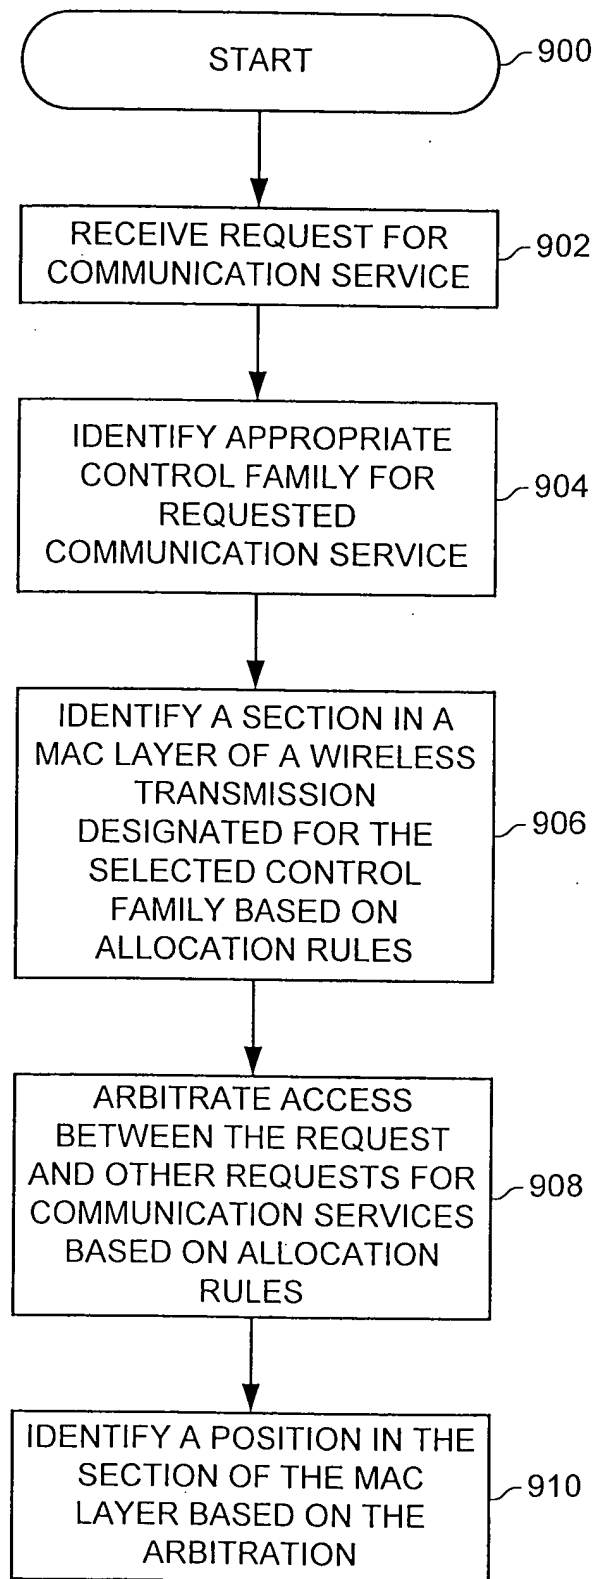 START
900
RECEIVE REQUEST FOR
COMMUNICATION SERVICE
902
IDENTIFY APPROPRIATE
CONTROL FAMILY FOR
REQUESTED
COMMUNICATION SERVICE
904
IDENTIFY A SECTION IN A
MAC LAYER OF A WIRELESS
TRANSMISSION
DESIGNATED FOR THE
SELECTED CONTROL
FAMILY BASED ON
ALLOCATION RULES
906
ARBITRATE ACCESS
BETWEEN THE REQUEST
AND OTHER REQUESTS FOR
COMMUNICATION SERVICES
BASED ON ALLOCATION
RULES
908
IDENTIFY A POSITION IN THE
SECTION OF THE MAC
LAYER BASED ON THE
ARBITRATION
910